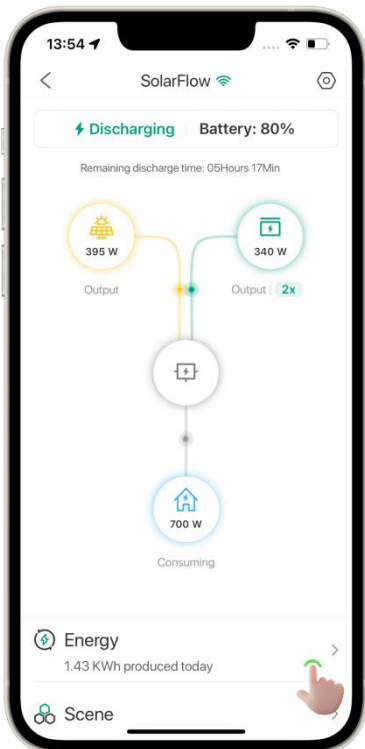 13:54
SolarFlow
Discharging Battery: 80%
Remaining discharge time: 05Hours 17Min
395 W 340 W
Output Output 2x
700 W
Consuming
Energy
1.43 KWh produced today
Scene